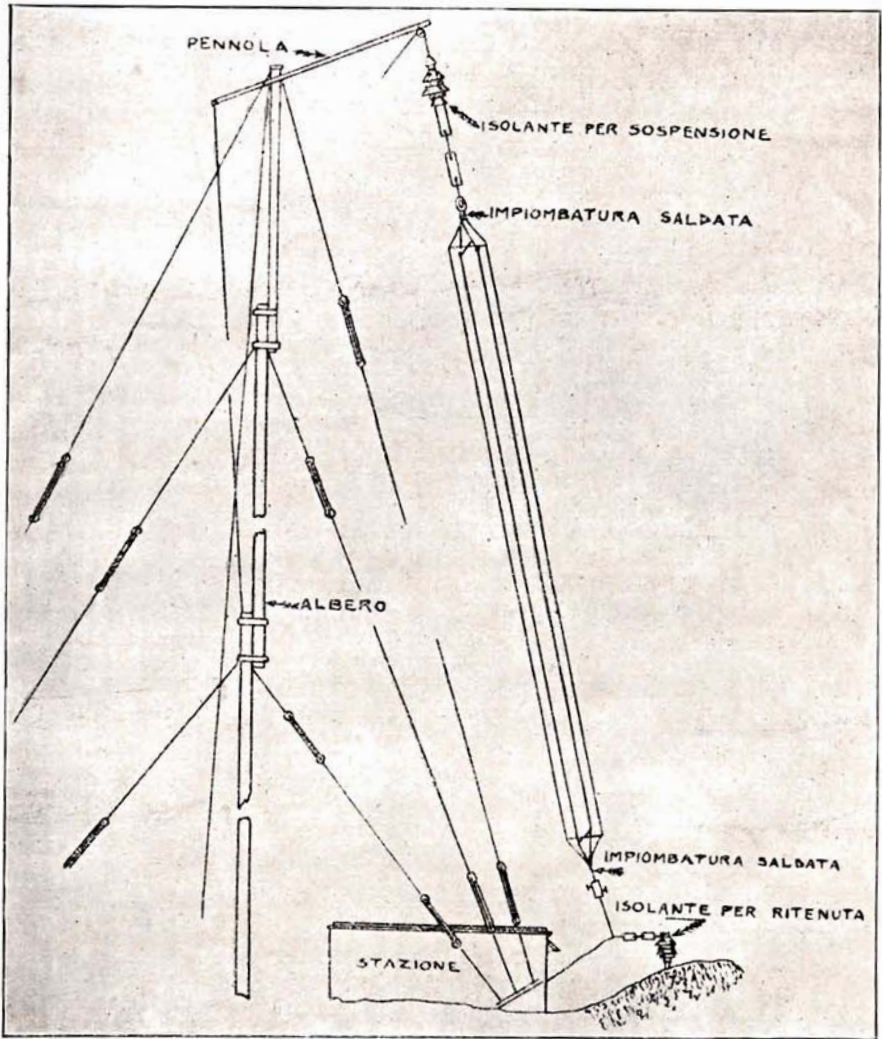 PENNOLA
ISOLANTE PER SOSPENSIONE
IMPIOMBATURA SALDATA
ALBERO
IMPIOMBATURA SALDATA
ISOLANTE PER RITENUTA
STAZIONE